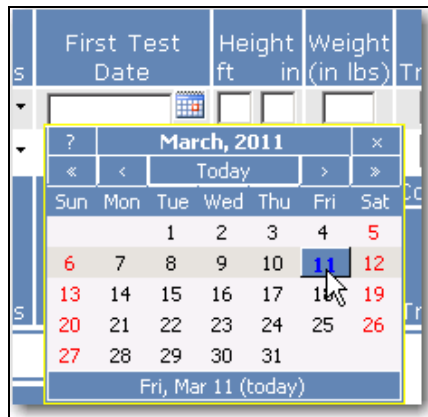 First Test Height Weight
s Date ft in (in lbs) Tr
? March, 2011 ×
« < Today > »
Sun Mon Tue Wed Thu Fri Sat
1 2 3 4 5
6 7 8 9 10 11 12
13 14 15 16 17 18 19
20 21 22 23 24 25 26
s Tr
27 28 29 30 31
Fri, Mar 11 (today)